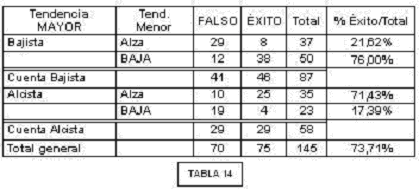 Tendencia MAYOR Tend. Menor FALSO ÉXITO Total % Éxito/Total
Bajista Alza 29 8 37 21,62%
BAJA 12 38 50 76,00%
Cuenta Bajista 41 46 87
Alcista Alza 10 25 35 71,43%
BAJA 19 4 23 17,39%
Cuenta Alcista 29 29 58
Total general 70 75 145 73,71%
TABLA 14